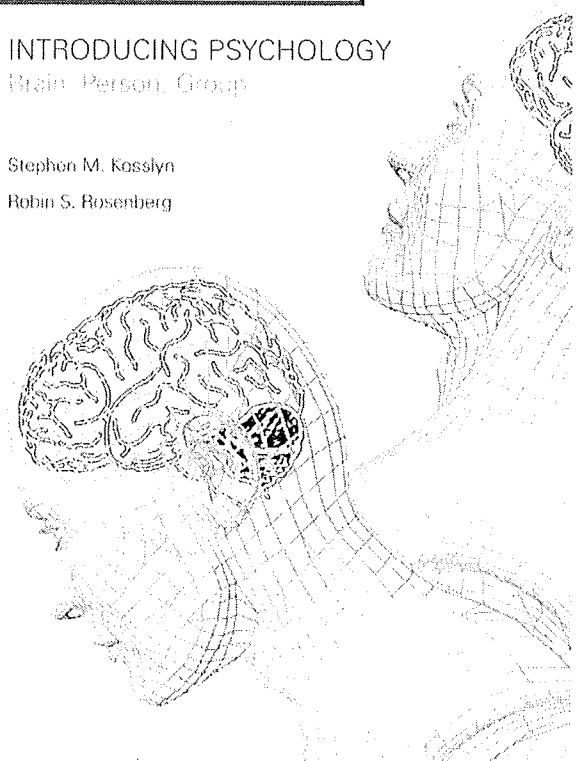 INTRODUCING PSYCHOLOGY
Brain, Person, Group
Stephen M. Kosslyn
Robin S. Rosenberg